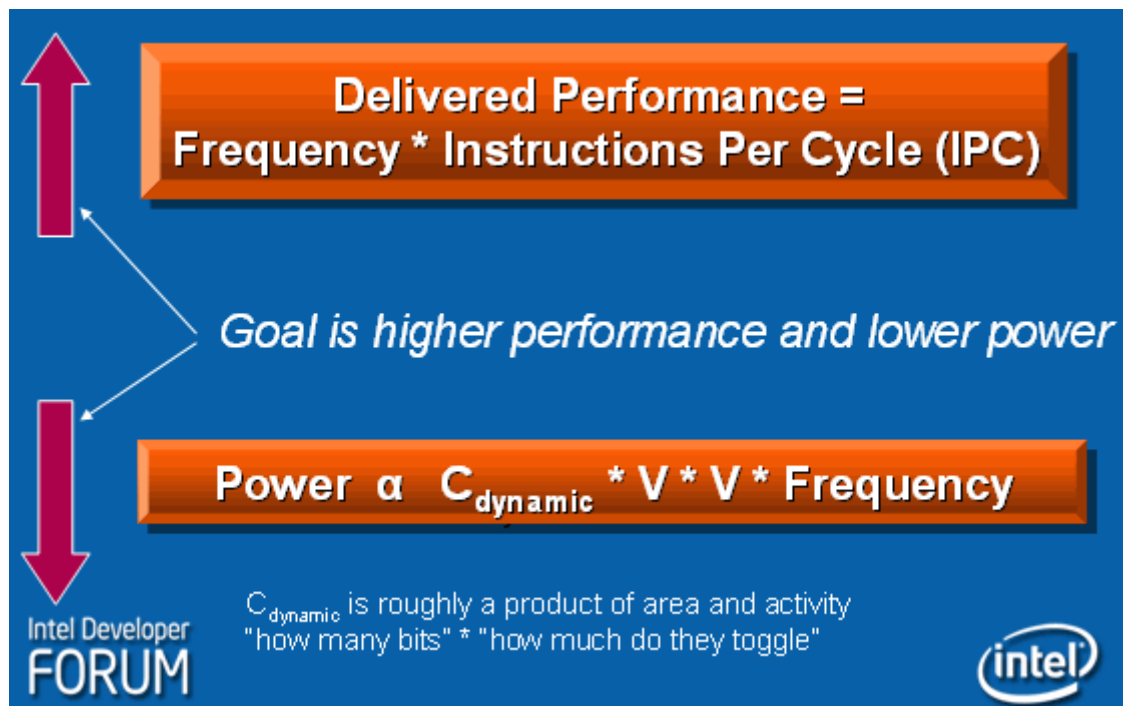 Delivered Performance =
Frequency * Instructions Per Cycle (IPC)
Goal is higher performance and lower power
Power α Cdynamic * V * V * Frequency
Cdynamic is roughly a product of area and activity
"how many bits" * "how much do they toggle"
Intel Developer
FORUM
intel